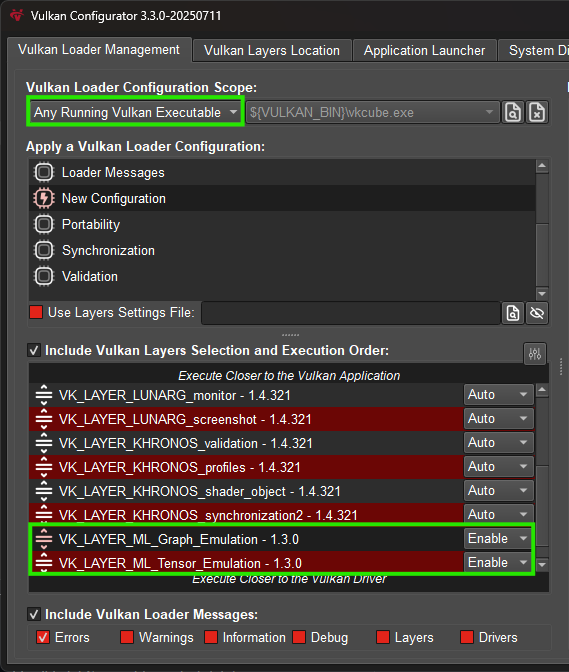 Vulkan Configurator 3.3.0-20250711
Vulkan Loader Management Vulkan Layers Location Application Launcher System Di
Vulkan Loader Configuration Scope:
Any Running Vulkan Executable ${VULKAN_BIN}\vkcube.exe
Apply a Vulkan Loader Configuration:
Loader Messages
New Configuration
Portability
Synchronization
Validation
Use Layers Settings File:
Include Vulkan Layers Selection and Execution Order:
Execute Closer to the Vulkan Application
VK_LAYER_LUNARG_monitor - 1.4.321 Auto
VK_LAYER_LUNARG_screenshot - 1.4.321 Auto
VK_LAYER_KHRONOS_validation - 1.4.321 Auto
VK_LAYER_KHRONOS_profiles - 1.4.321 Auto
VK_LAYER_KHRONOS_shader_object - 1.4.321 Auto
VK_LAYER_KHRONOS_synchronization2 - 1.4.321 Auto
VK_LAYER_ML_Graph_Emulation - 1.3.0 Enable
VK_LAYER_ML_Tensor_Emulation - 1.3.0 Enable
Execute Closer to the Vulkan Driver
Include Vulkan Loader Messages:
Errors Warnings Information Debug Layers Drivers